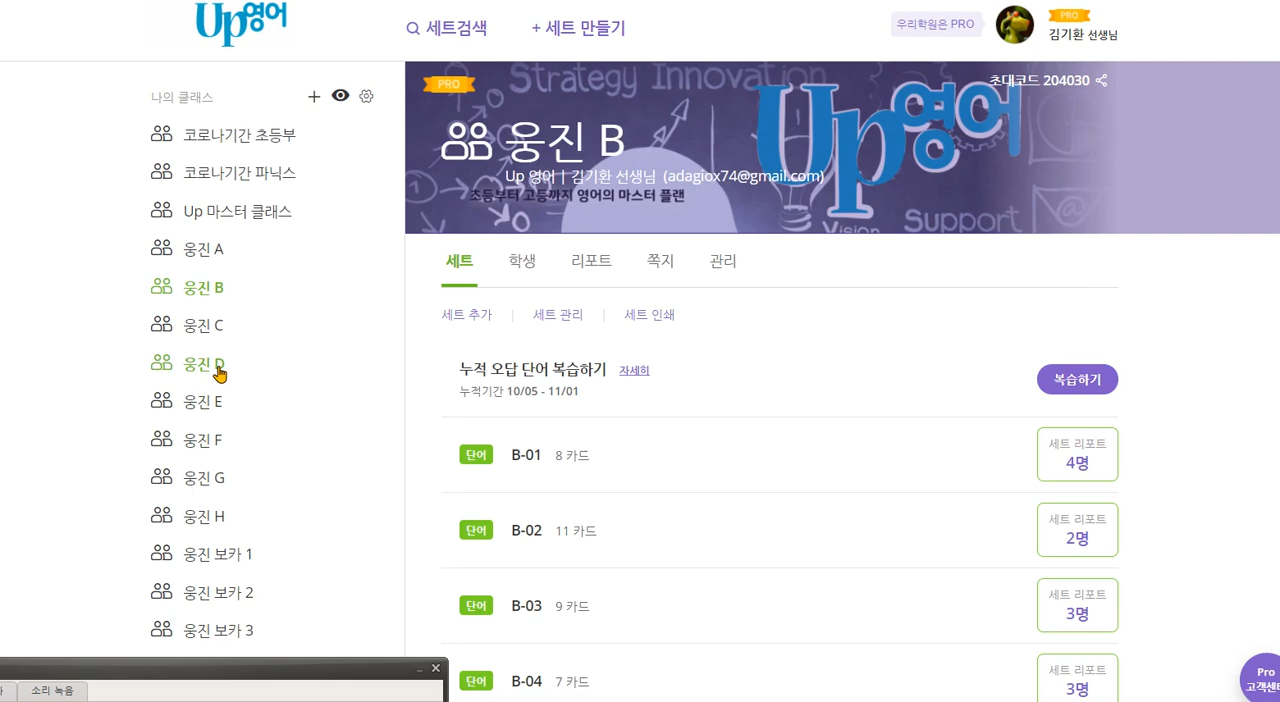 Up영어
세트검색
+ 세트 만들기
우리학원은 PRO
PRO
김기환 선생님
나의 클래스
코로나기간 초등부
코로나기간 파닉스
Up 마스터 클래스
웅진 A
웅진 B
웅진 C
웅진 D
웅진 E
웅진 F
웅진 G
웅진 H
웅진 보카 1
웅진 보카 2
웅진 보카 3
소리 녹음
PRO
Strategy Innovation
초대코드 204030
Up영어
웅진 B
Up 영어 | 김기환 선생님 (adagiox74@gmail.com)
초등부터 고등까지 영어의 마스터 플랜
Support
Vision
세트 학생 리포트 쪽지 관리
세트 추가 | 세트 관리 | 세트 인쇄
누적 오답 단어 복습하기 자세히
누적기간 10/05 - 11/01
복습하기
단어 B-01 8 카드
세트 리포트
4명
단어 B-02 11 카드
세트 리포트
2명
단어 B-03 9 카드
세트 리포트
3명
단어 B-04 7 카드
세트 리포트
3명
Pro
고객센터